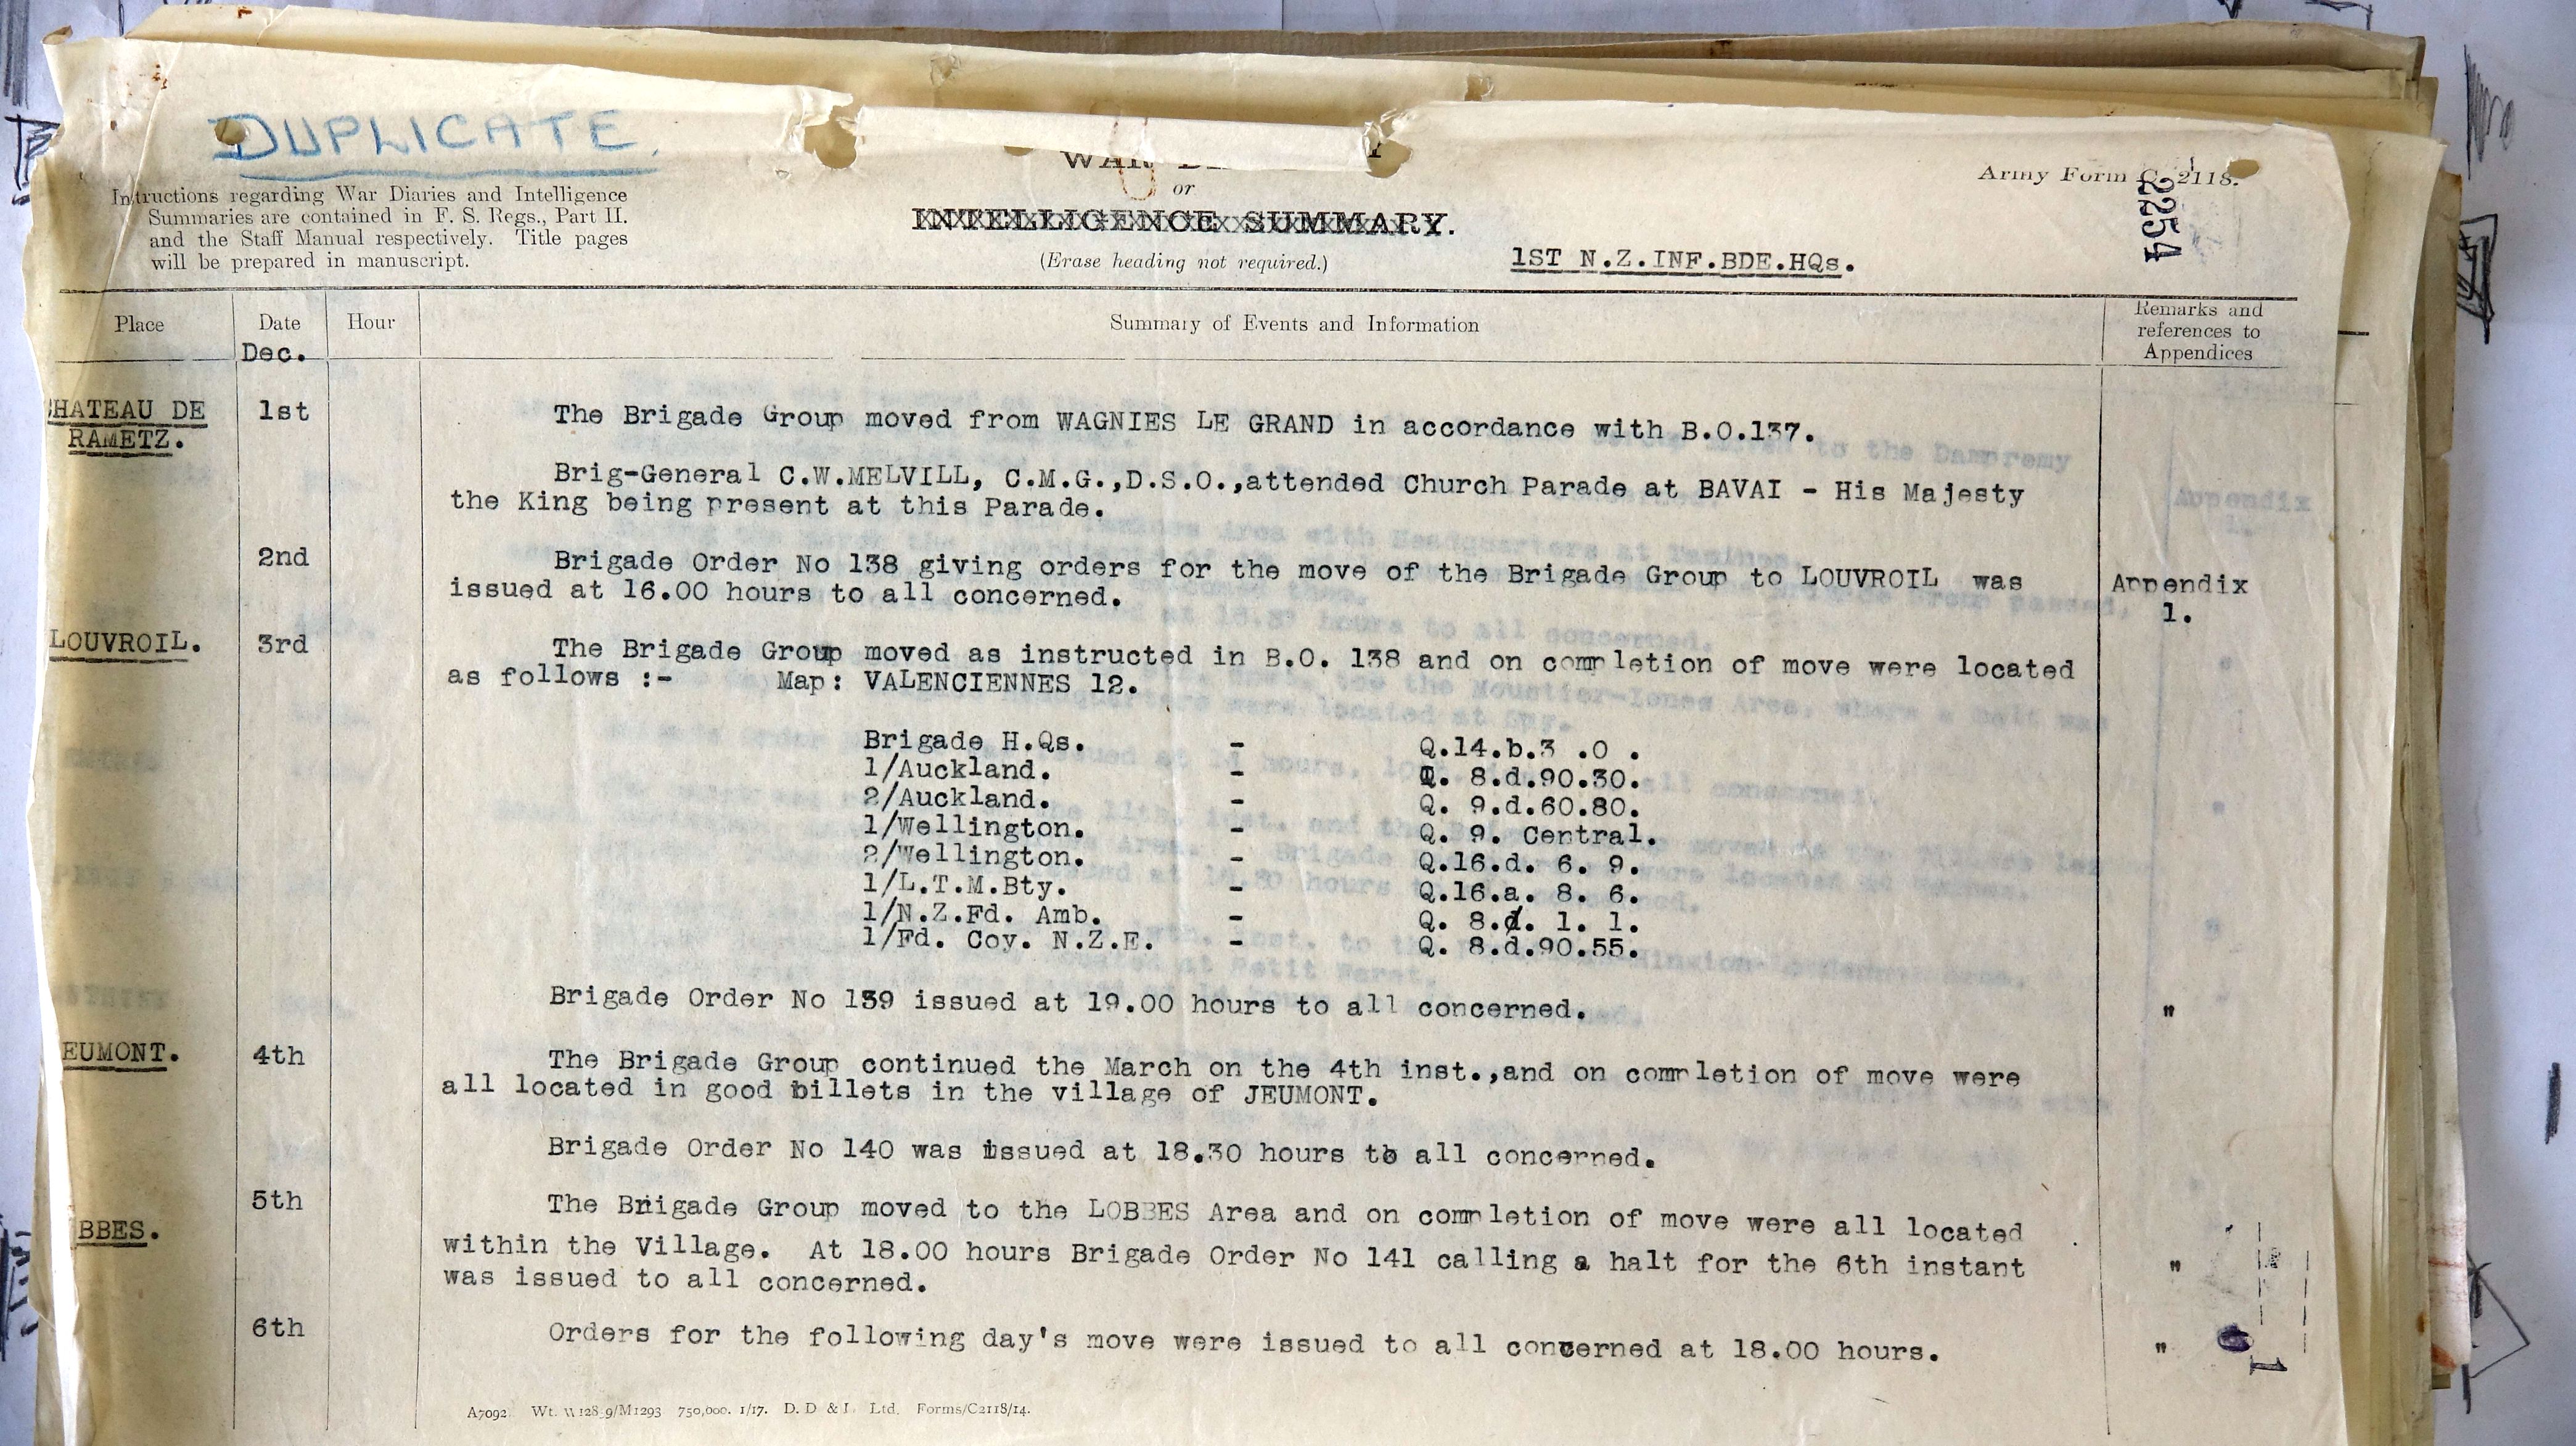 DUPLICATE.
Intructions regarding War Diaries and Intelligence
Summaries are contained in F. S. Regs., Part II.
and the Staff Manual respectively. Title pages
will be prepared in manuscript.
WAR
or
INTELLIGENCE SUMMARY.
(Erase heading not required.)
1ST N.Z.INF.BDE.HQs.
Army Form C. 2118.
2254
Place Date Hour Summary of Events and Information Remarks and references to Appendices
Dec.
HATEAU DE RAMETZ. 1st The Brigade Group moved from WAGNIES LE GRAND in accordance with B.O.137.
Brig-General C.W.MELVILL, C.M.G.,D.S.O.,attended Church Parade at BAVAI - His Majesty
the King being present at this Parade.
2nd Brigade Order No 138 giving orders for the move of the Brigade Group to LOUVROIL was
issued at 16.00 hours to all concerned. Appendix 1.
LOUVROIL. 3rd The Brigade Group moved as instructed in B.O. 138 and on completion of move were located
as follows :- Map: VALENCIENNES 12.
Brigade H.Qs. - Q.14.b.3 .0 .
1/Auckland. - Q. 8.d.90.30.
2/Auckland. - Q. 9.d.60.80.
1/Wellington. - Q. 9. Central.
2/Wellington. - Q.16.d. 6. 9.
1/L.T.M.Bty. - Q.16.a. 8. 6.
1/N.Z.Fd. Amb. - Q. 8.d. 1. 1.
1/Fd. Coy. N.Z.E. - Q. 8.d.90.55.
Brigade Order No 139 issued at 19.00 hours to all concerned. "
EUMONT. 4th The Brigade Group continued the March on the 4th inst.,and on completion of move were
all located in good billets in the village of JEUMONT.
Brigade Order No 140 was issued at 18.30 hours to all concerned.
5th The Brigade Group moved to the LOBBES Area and on completion of move were all located
BBES. within the Village. At 18.00 hours Brigade Order No 141 calling a halt for the 6th instant "
was issued to all concerned.
6th Orders for the following day's move were issued to all concerned at 18.00 hours. "
A7092. Wt. /M1293 750,000. 1/17. D. D & L. Ltd. Forms/C2118/14.